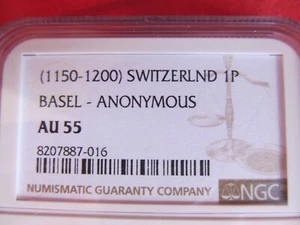 (1150-1200) SWITZERLND 1P
BASEL - ANONYMOUS
AU 55
8207887-016
NUMISMATIC GUARANTY COMPANY
NGC